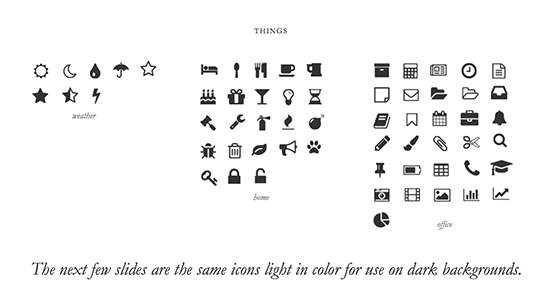 THINGS
weather
home
office
The next few slides are the same icons light in color for use on dark backgrounds.